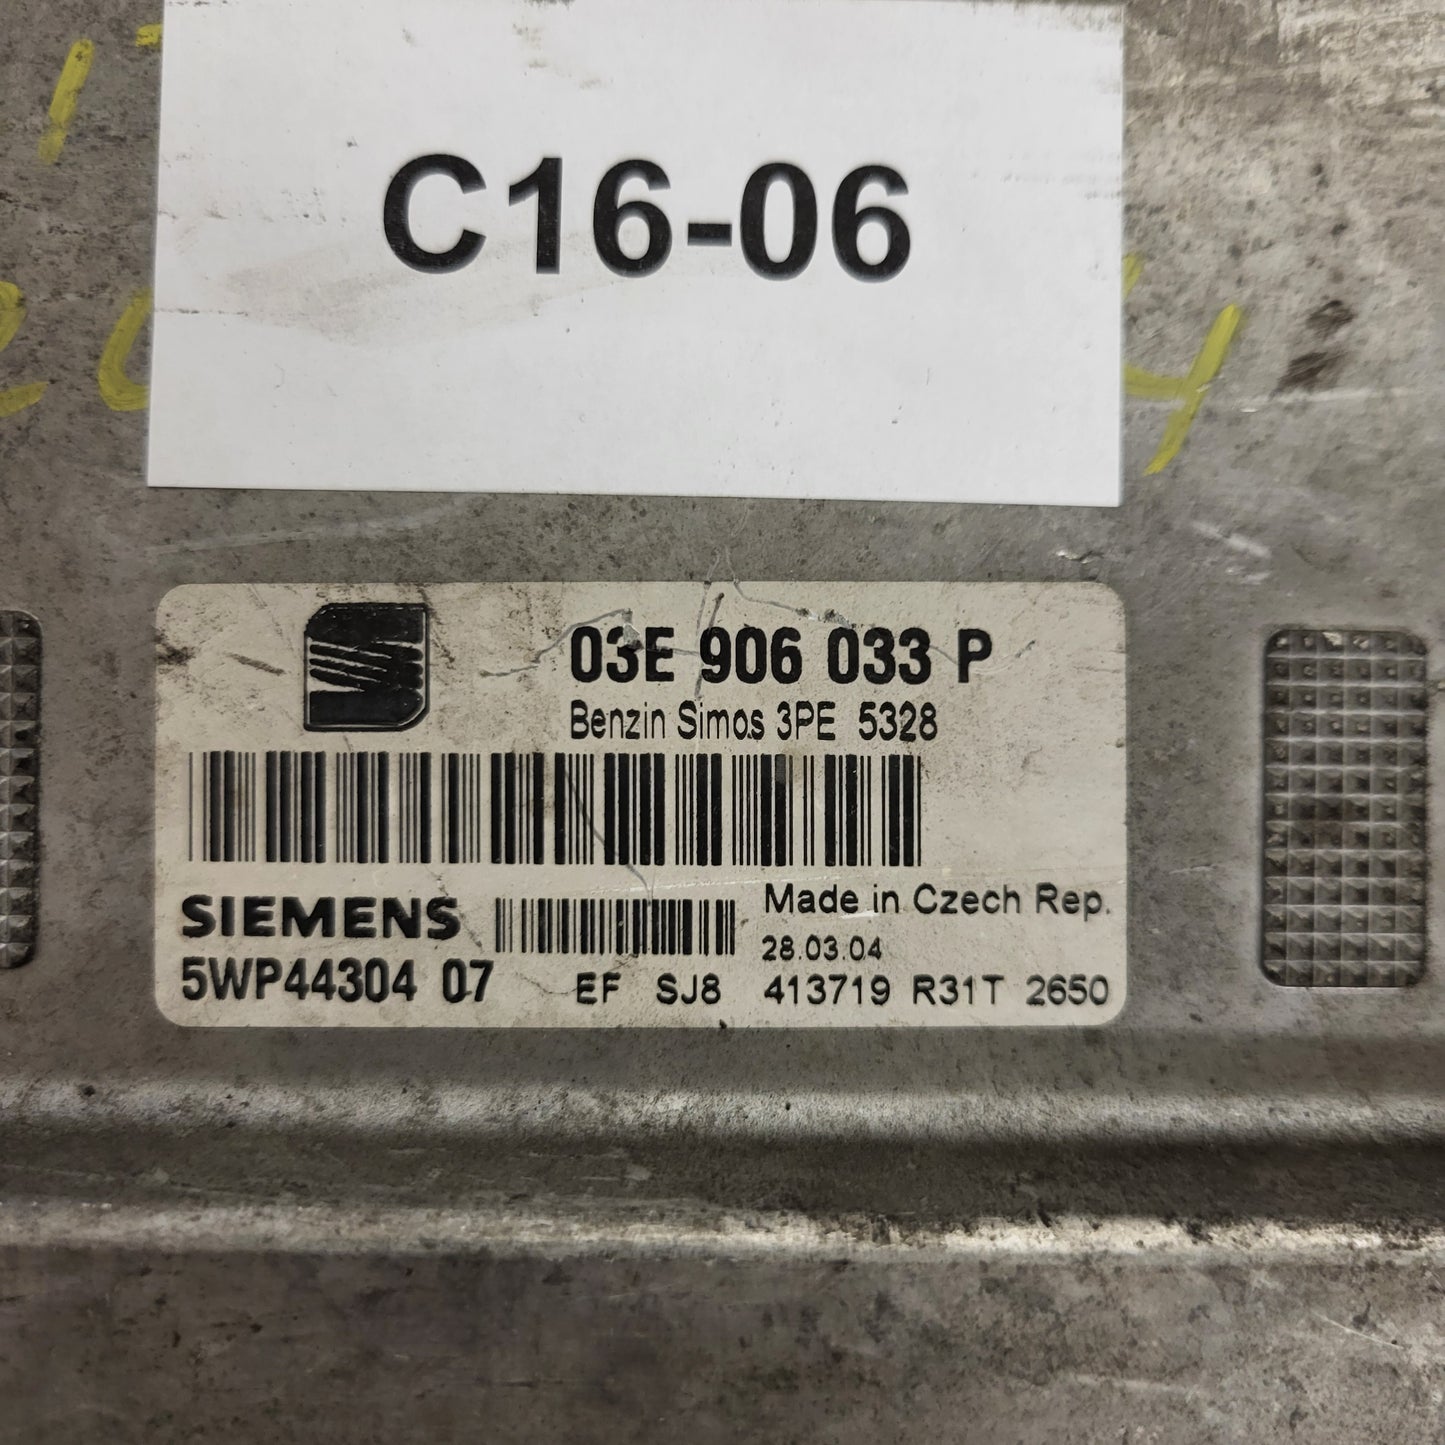 C16-06
4
03E 906 033 P
Benzin Simos 3PE 5328
SIEMENS
Made in Czech Rep.
28.03.04
5WP44304 07 EF SJ8 413719 R31T 2650